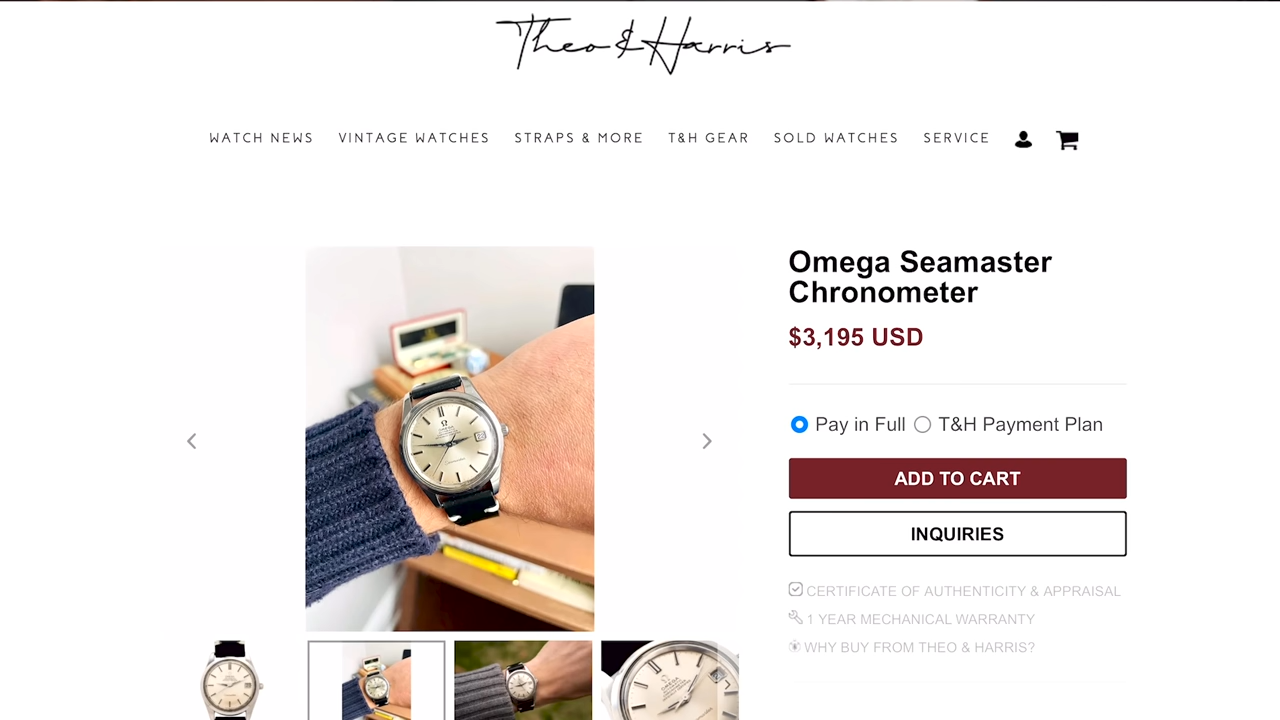 Theo & Harris
WATCH NEWS VINTAGE WATCHES STRAPS & MORE T&H GEAR SOLD WATCHES SERVICE
Omega Seamaster
Chronometer
$3,195 USD
Pay in Full T&H Payment Plan
ADD TO CART
INQUIRIES
CERTIFICATE OF AUTHENTICITY & APPRAISAL
1 YEAR MECHANICAL WARRANTY
WHY BUY FROM THEO & HARRIS?
OMEGA